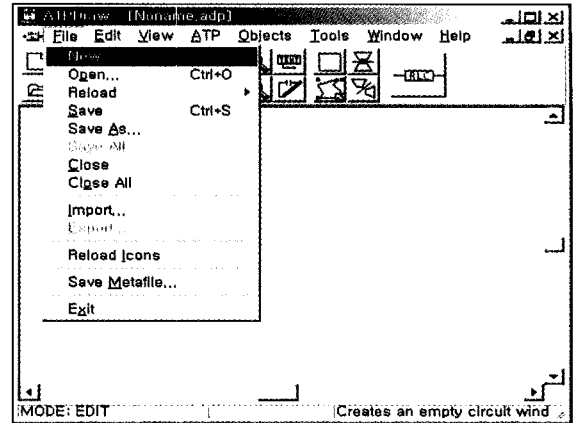 ATPDraw - [Noname.adp]
File Edit View ATP Objects Tools Window Help
New
Open... Ctrl+O
Reload
Save Ctrl+S
Save As...
Save All
Close
Close All
Import...
Export...
Reload Icons
Save Metafile...
Exit
TEXT
RLC
MODE: EDIT
Creates an empty circuit wind